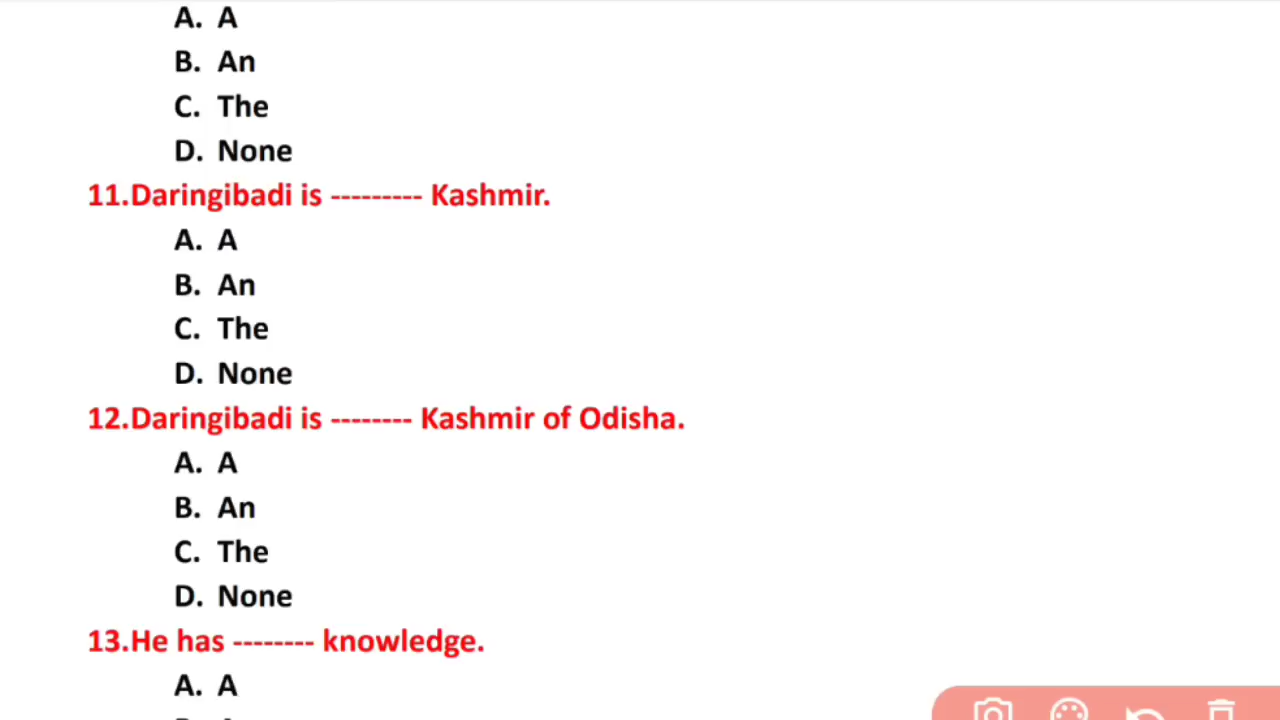 A. A
B. An
C. The
D. None
11.Daringibadi is --------- Kashmir.
A. A
B. An
C. The
D. None
12.Daringibadi is -------- Kashmir of Odisha.
A. A
B. An
C. The
D. None
13.He has -------- knowledge.
A. A